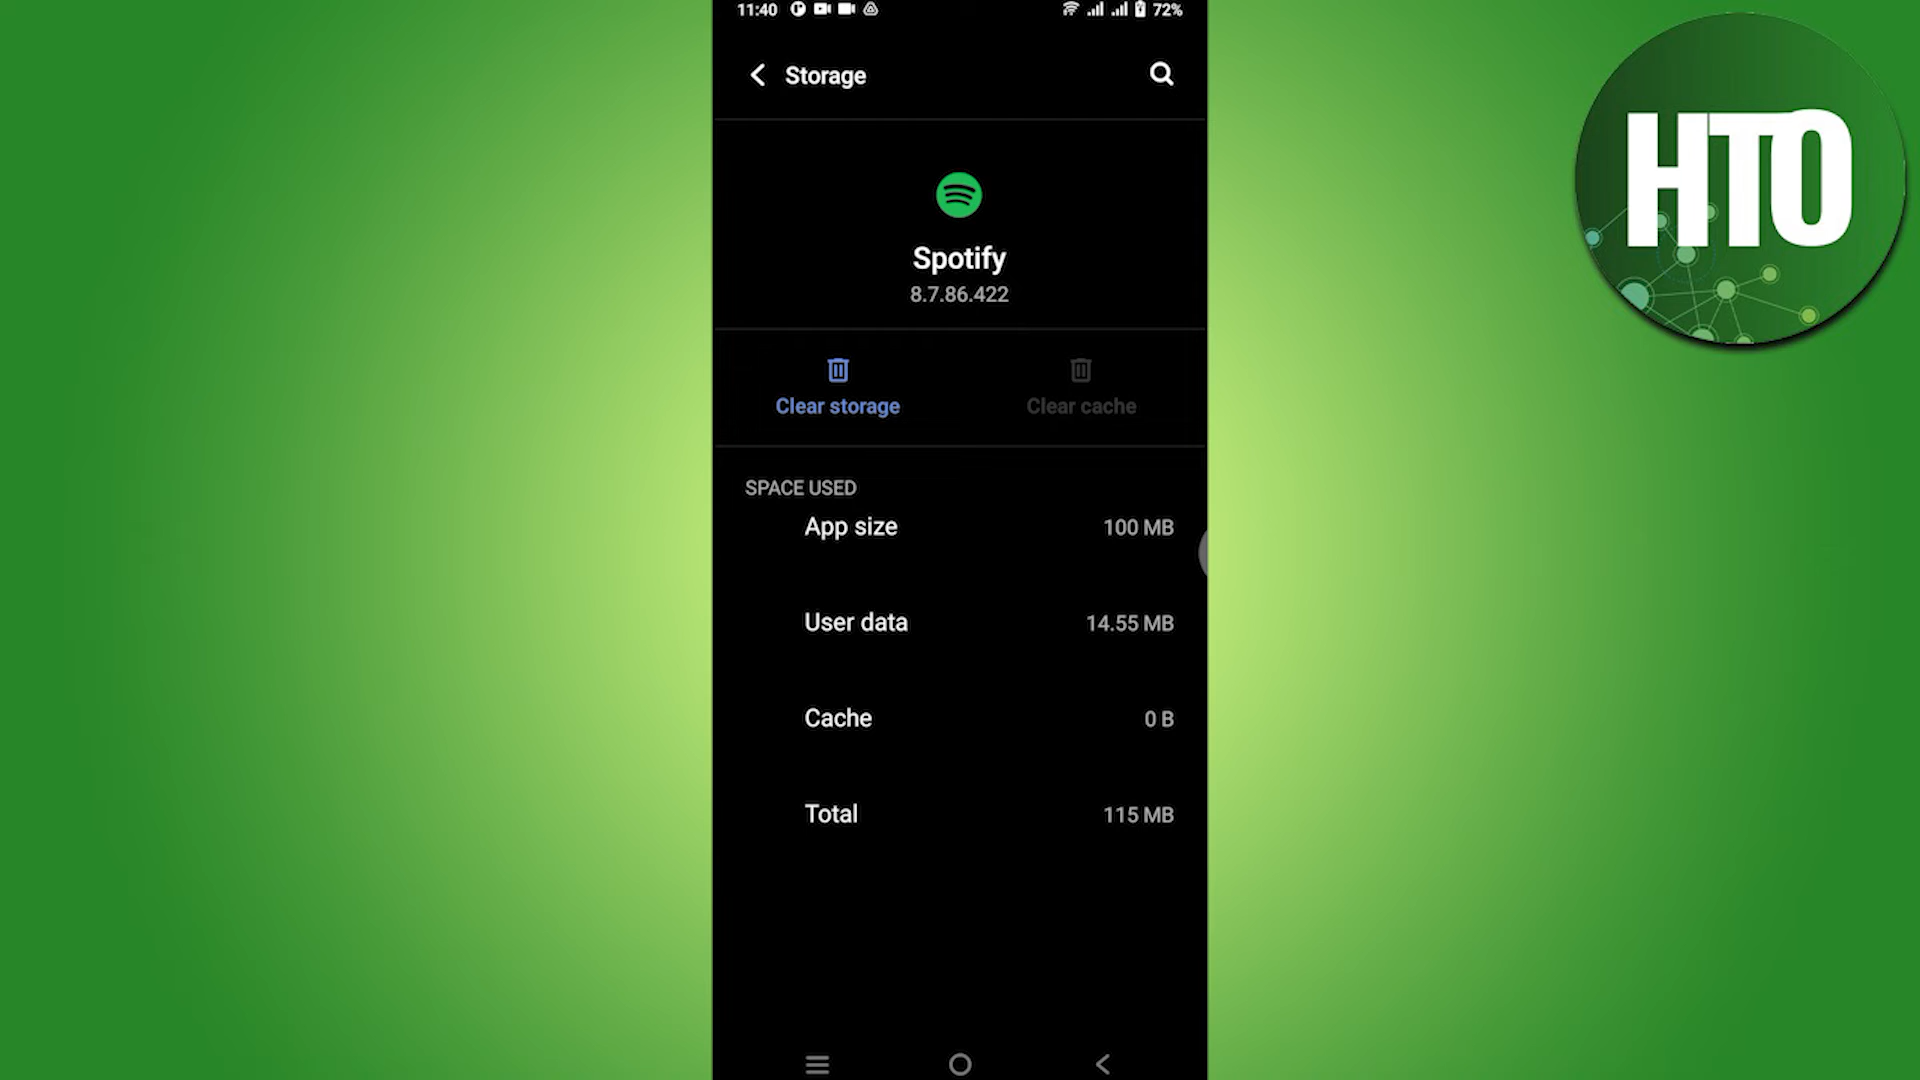 11:40 72%
Storage
HTO
Spotify
8.7.86.422
Clear storage Clear cache
SPACE USED
App size 100 MB
User data 14.55 MB
Cache 0 B
Total 115 MB